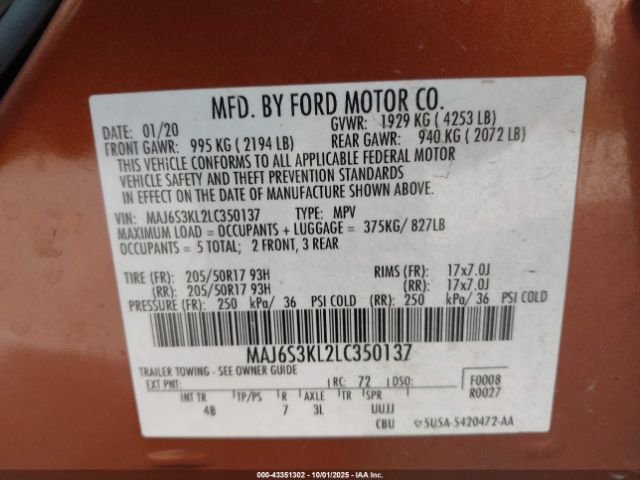 MFD. BY FORD MOTOR CO.
DATE: 01/20 GVWR: 1929 KG ( 4253 LB)
FRONT GAWR: 995 KG ( 2194 LB) REAR GAWR: 940 KG ( 2072 LB)
THIS VEHICLE CONFORMS TO ALL APPLICABLE FEDERAL MOTOR
VEHICLE SAFETY AND THEFT PREVENTION STANDARDS
IN EFFECT ON THE DATE OF MANUFACTURE SHOWN ABOVE.
VIN: MAJ6S3KL2LC350137 TYPE: MPV
MAXIMUM LOAD = OCCUPANTS + LUGGAGE = 375KG/ 827LB
OCCUPANTS = 5 TOTAL; 2 FRONT, 3 REAR
TIRE (FR): 205/50R17 93H RIMS (FR): 17x7.0J
(RR): 205/50R17 93H (RR): 17x7.0J
PRESSURE (FR): 250 kPa/ 36 PSI COLD (RR): 250 kPa/ 36 PSI COLD
MAJ6S3KL2LC350137
TRAILER TOWING - SEE OWNER GUIDE
EXT PNT: RC: 72 DSO: F0008
R0027
INT TR TP/PS R AXLE TR SPR
4B 7 3L UUJJ
CBU SU5A-5420472-AA
000-43351302 - 10/01/2025 - IAAI, Inc.